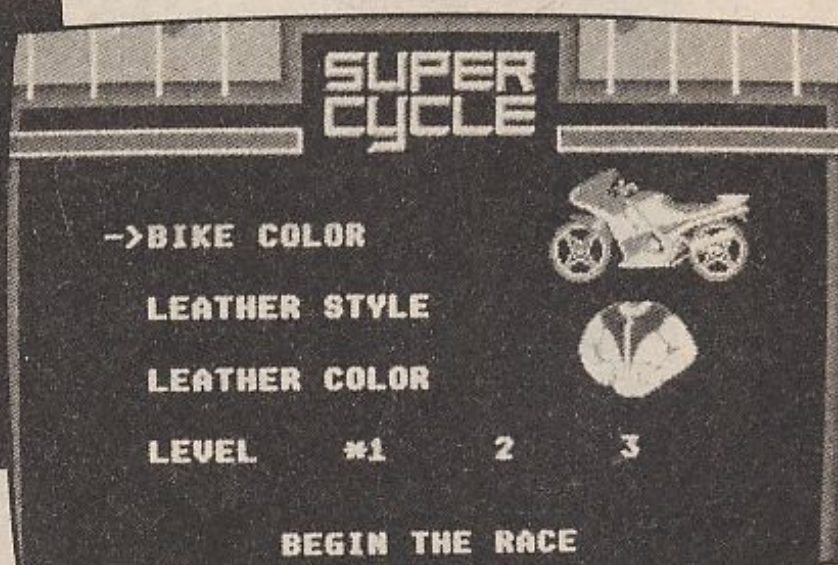 SUPER
CYCLE
->BIKE COLOR
LEATHER STYLE
LEATHER COLOR
LEVEL *1 2 3
BEGIN THE RACE